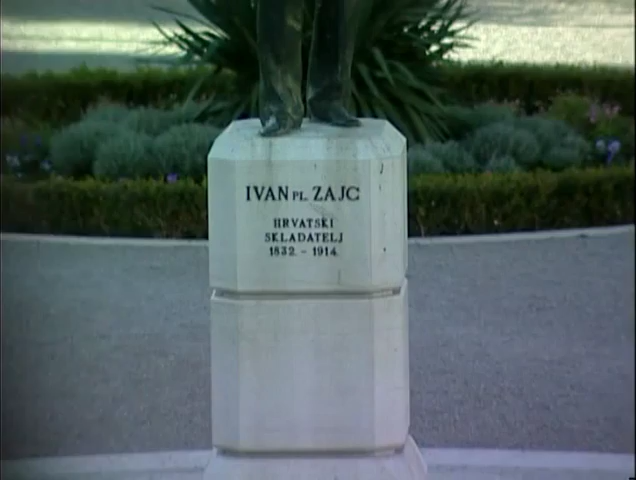 IVAN PL. ZAJC
HRVATSKI
SKLADATELJ
1832. - 1914.